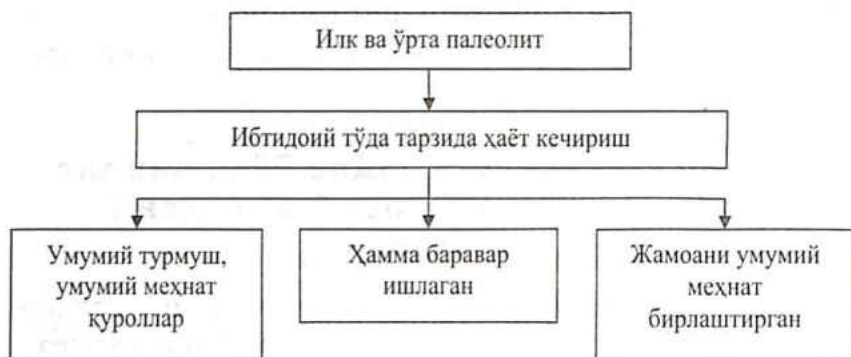 Илк ва ўрта палеолит
Ибтидоий тўда тарзида ҳаёт кечириш
Умумий турмуш,
умумий меҳнат
қуроллар
Ҳамма баравар
ишлаган
Жамоани умумий
меҳнат
бирлаштирган